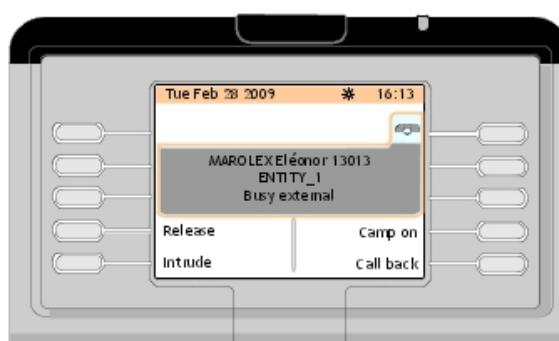 Tue Feb 28 2009 16:13
MAROLEX Eléonor 13013
ENTITY_1
Busy external
Release Camp on
Intrude Call back